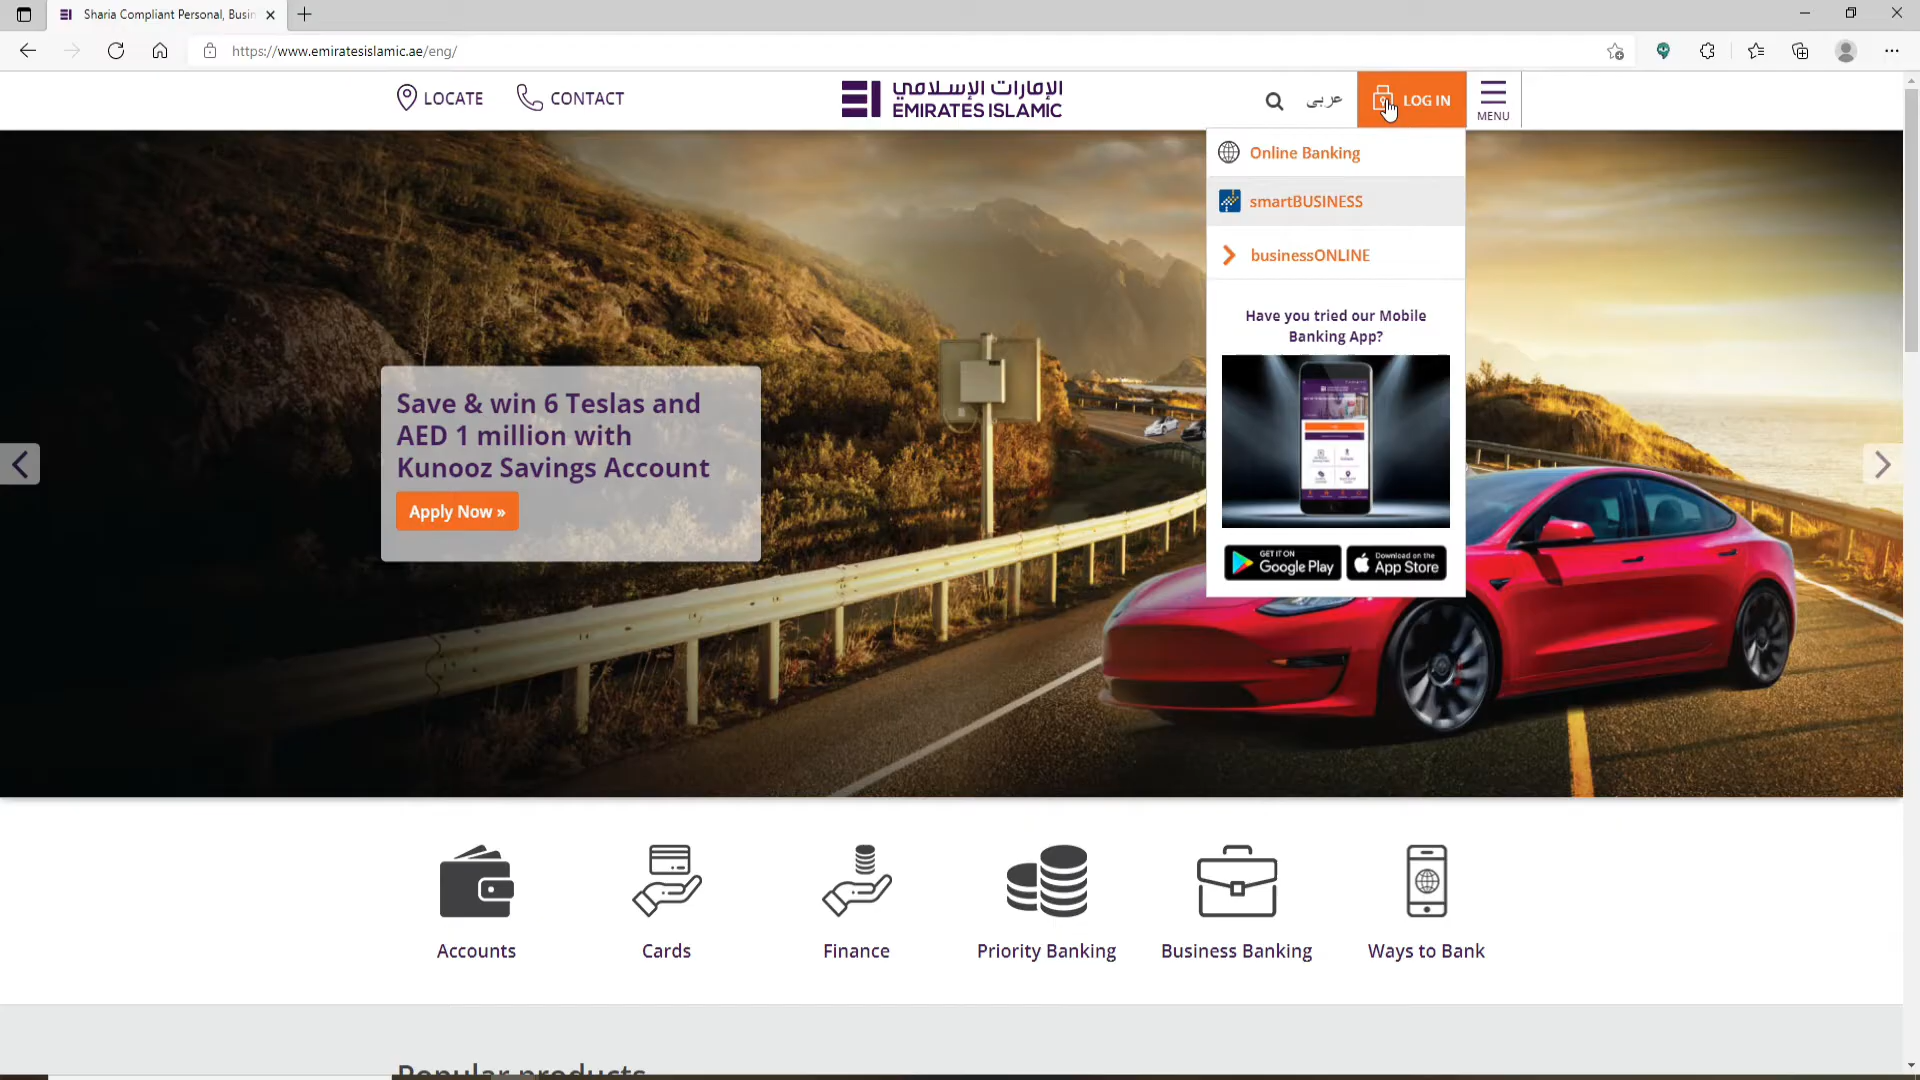 Sharia Compliant Personal, Busin
https://www.emiratesislamic.ae/eng/
LOCATE
CONTACT
الإمارات الإسلامي
EMIRATES ISLAMIC
عربي
LOG IN
MENU
Online Banking
smartBUSINESS
businessONLINE
Have you tried our Mobile
Banking App?
GET IT ON
Google Play
Download on the
App Store
Save & win 6 Teslas and
AED 1 million with
Kunooz Savings Account
Apply Now »
Accounts
Cards
Finance
Priority Banking
Business Banking
Ways to Bank
Popular products